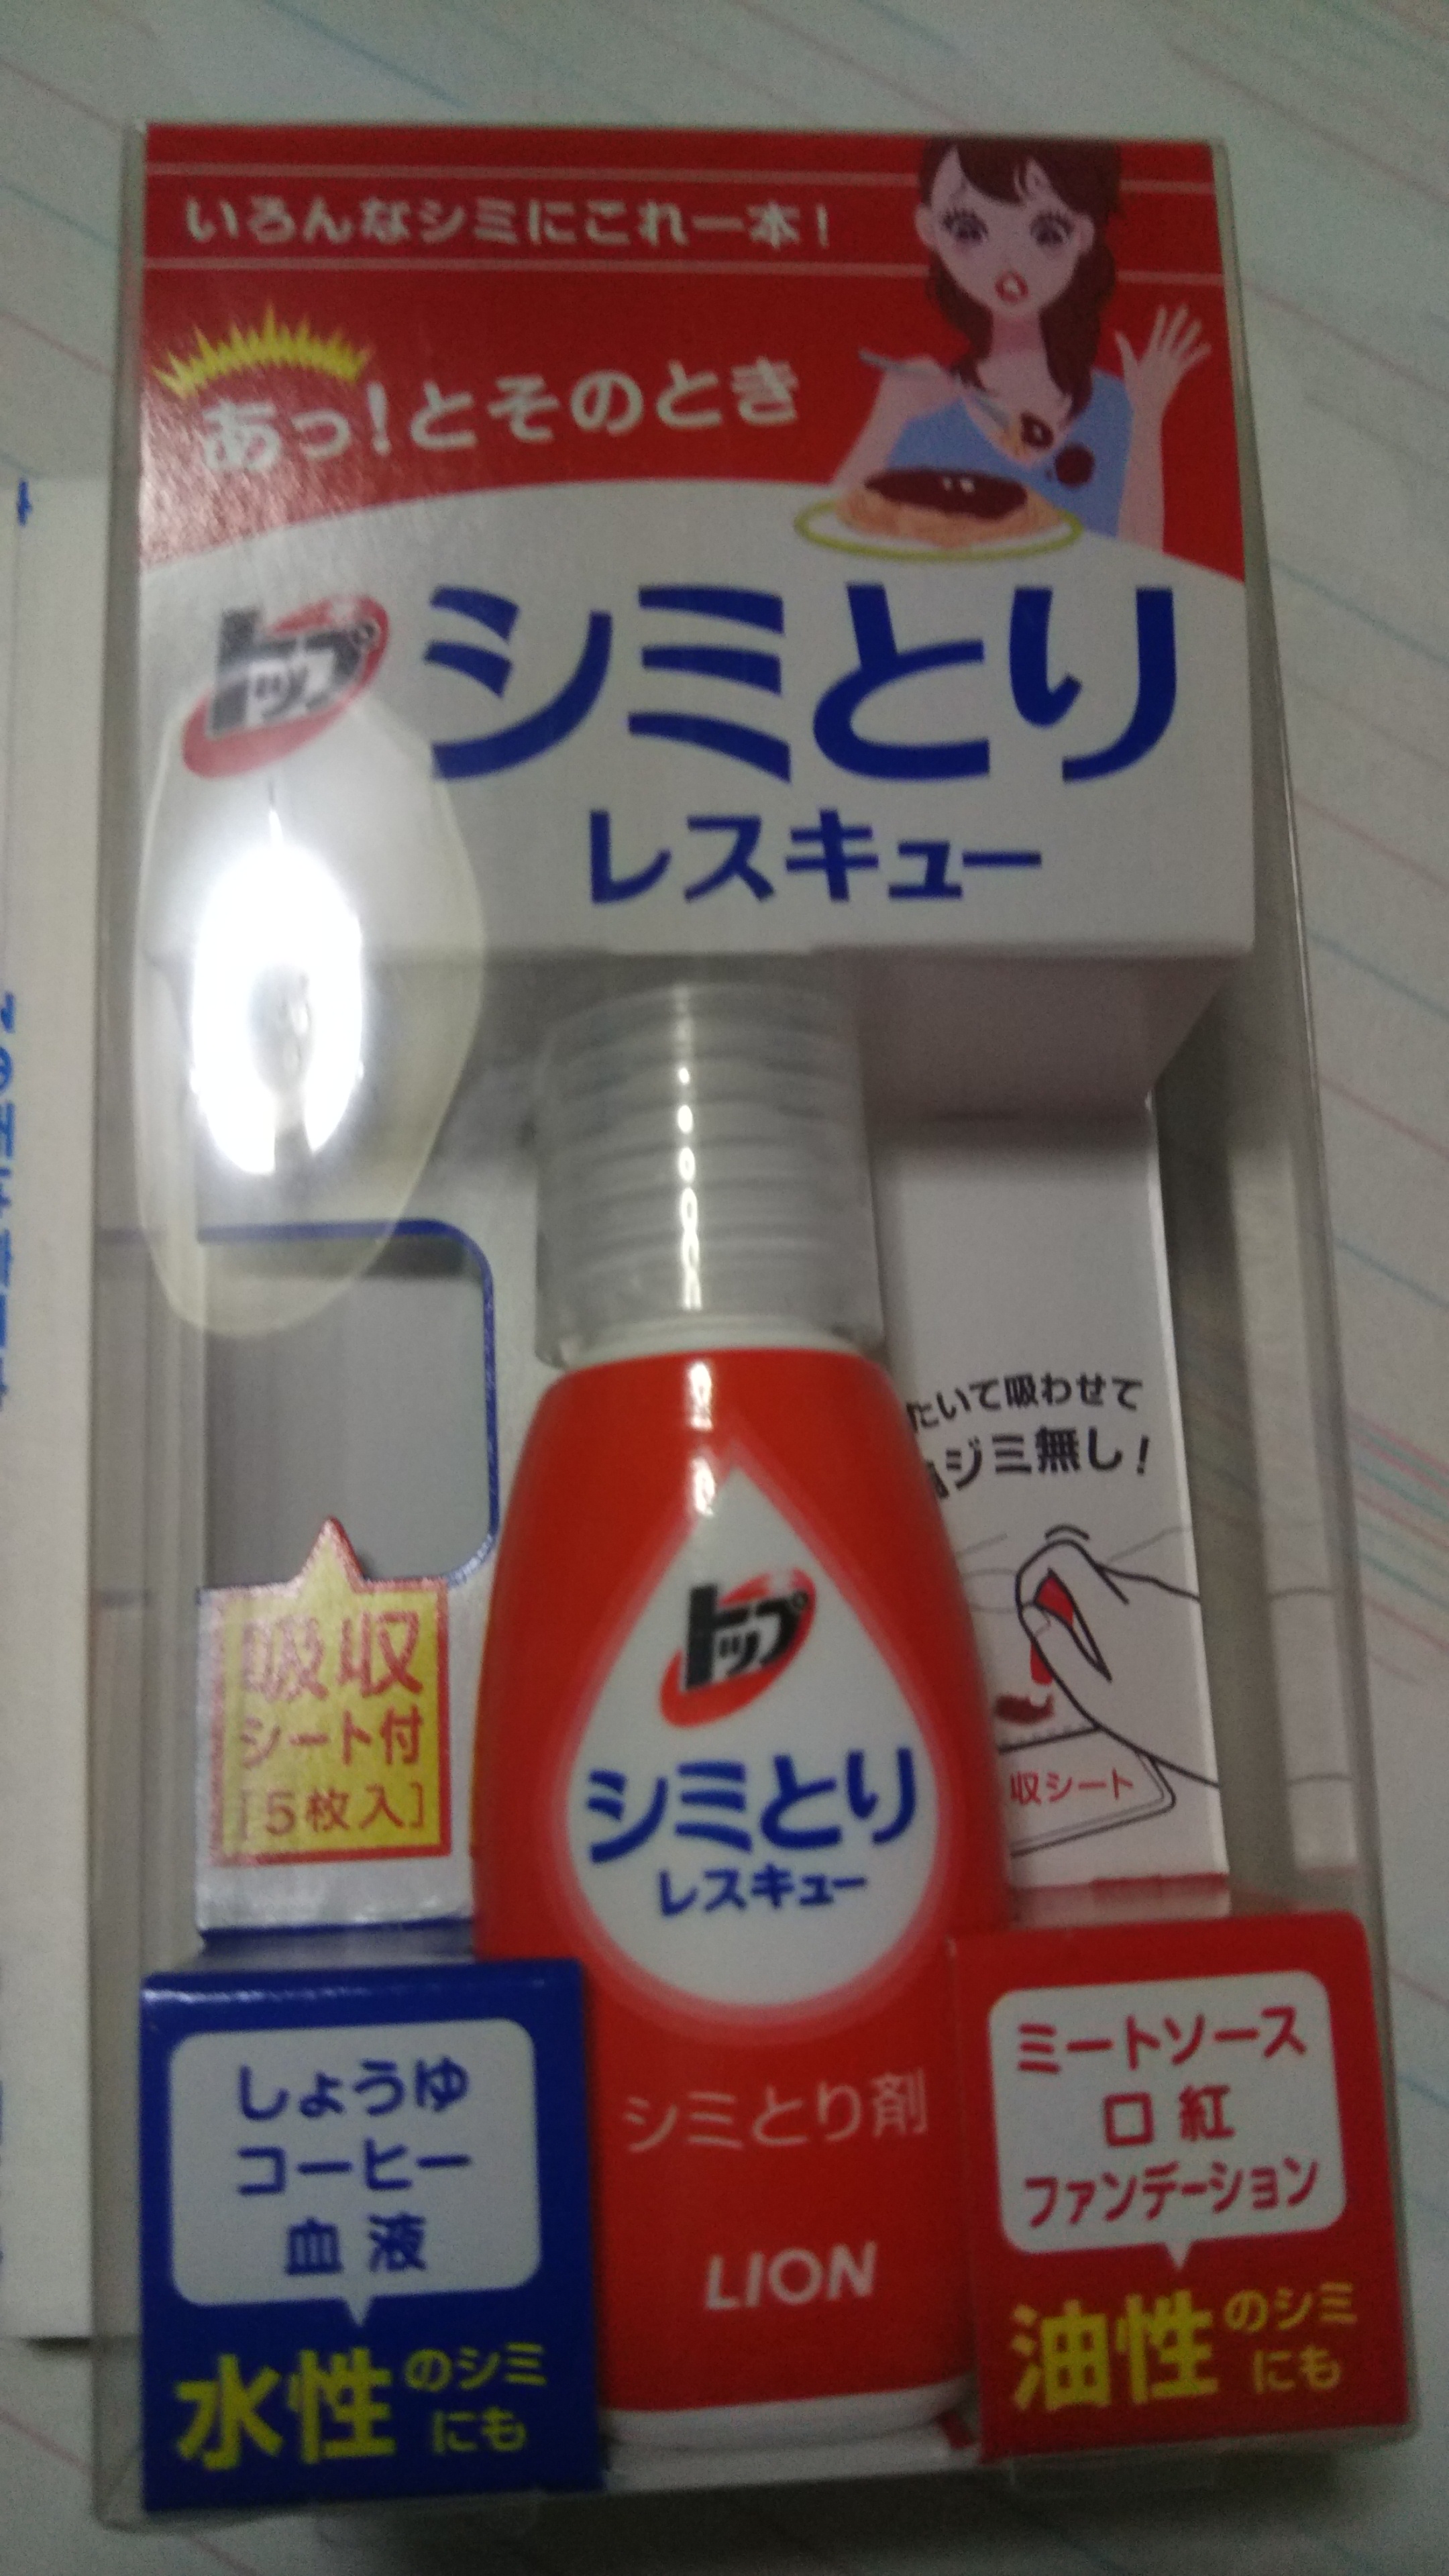 いろんなシミにこれ一本!
あっ!とそのとき
トップ
シミとり
レスキュー
たいて吸わせて
ジミ無し!
収シート
吸収
シート付
[5枚入]
トップ
シミとり
レスキュー
シミとり剤
LION
しょうゆ
コーヒー
血液
水性のシミ
にも
ミートソース
口紅
ファンデーション
油性のシミ
にも